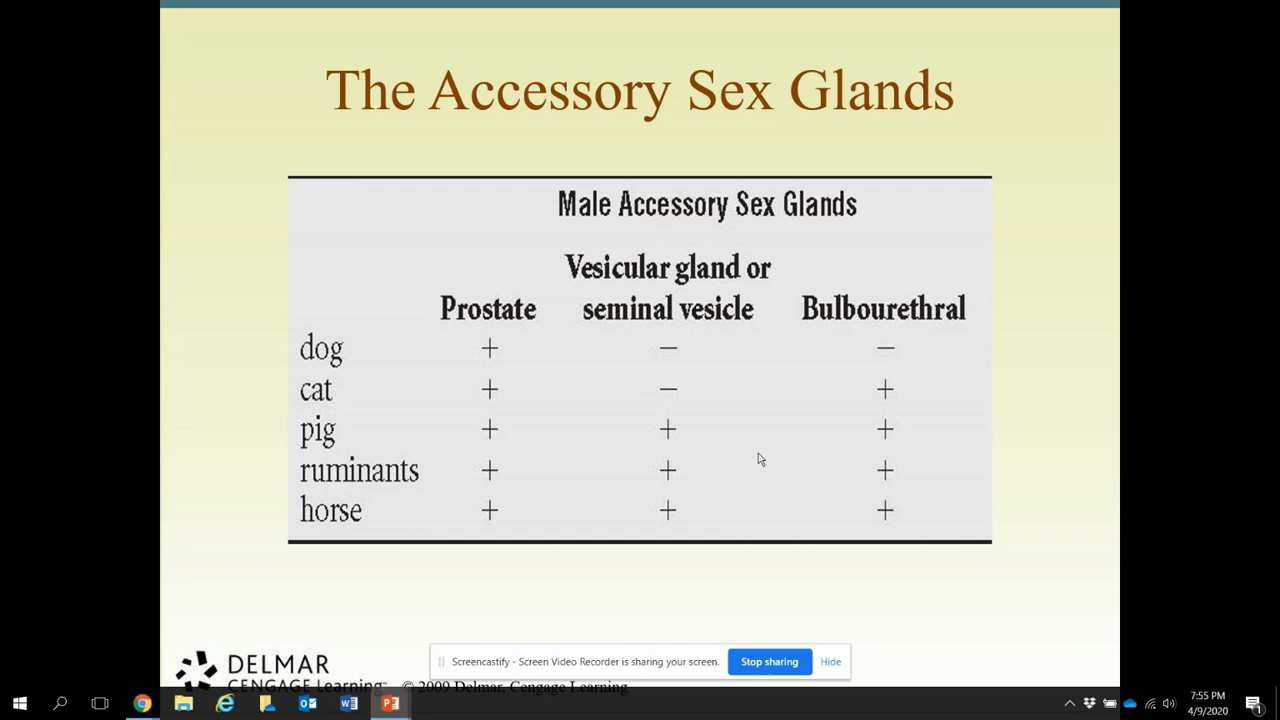 The Accessory Sex Glands
Male Accessory Sex Glands
Vesicular gland or
Prostate seminal vesicle Bulbourethral
dog + − −
cat + − +
pig + + +
ruminants + + +
horse + + +
DELMAR
CENGAGE Learning™ © 2009 Delmar, Cengage Learning
Screencastify - Screen Video Recorder is sharing your screen. Stop sharing Hide
7:55 PM
4/9/2020
1